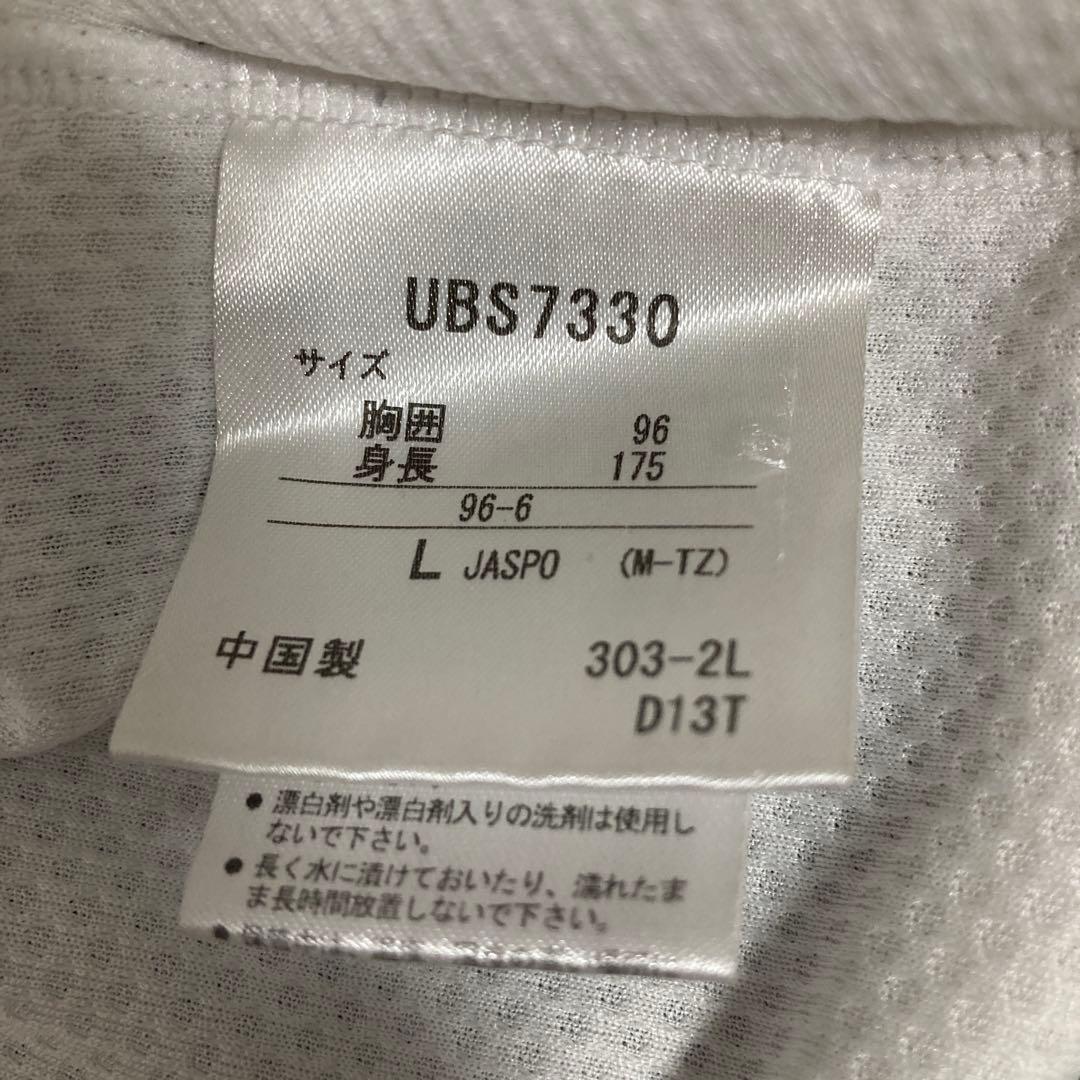 UBS7330
サイズ
胸囲 96
身長 175
96-6
L JASPO (M-TZ)
中国製 303-2L
D13T
● 漂白剤や漂白剤入りの洗剤は使用し
ないで下さい。
● 長く水に漬けておいたり、濡れたま
ま長時間放置しないで下さい。